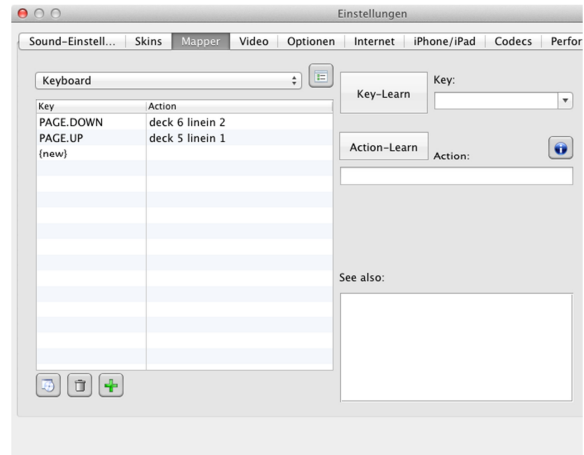 Einstellungen
Sound-Einstell... Skins Mapper Video Optionen Internet iPhone/iPad Codecs Perfor
Keyboard
Key-Learn
Key:
Key Action
PAGE.DOWN deck 6 linein 2
PAGE.UP deck 5 linein 1
{new}
Action-Learn
Action:
See also: